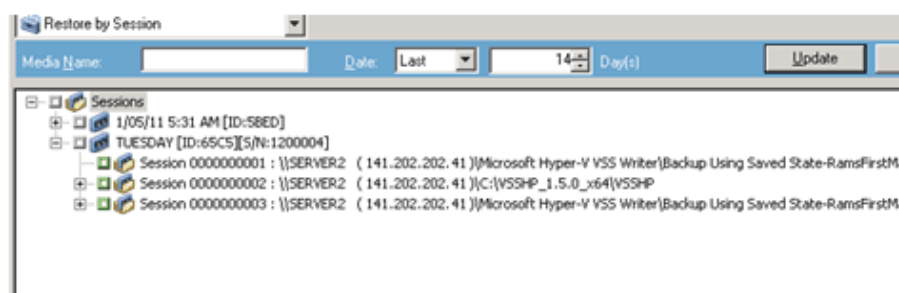 Restore by Session
Media Name: Date: Last 14 Day(s) Update
Sessions
1/05/11 5:31 AM [ID:5BED]
TUESDAY [ID:65C5][S/N:1200004]
Session 0000000001 : \\SERVER2 ( 141.202.202.41 )\Microsoft Hyper-V VSS Writer\Backup Using Saved State-RamsFirstM
Session 0000000002 : \\SERVER2 ( 141.202.202.41 )\C:\VSSHP_1.5.0_x64\VSSHP
Session 0000000003 : \\SERVER2 ( 141.202.202.41 )\Microsoft Hyper-V VSS Writer\Backup Using Saved State-RamsFirstM